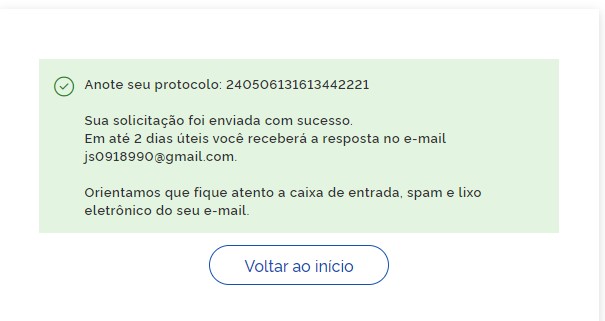 Anote seu protocolo: 240506131613442221
Sua solicitação foi enviada com sucesso.
Em até 2 dias úteis você receberá a resposta no e-mail
js0918990@gmail.com.
Orientamos que fique atento a caixa de entrada, spam e lixo
eletrônico do seu e-mail.
Voltar ao início